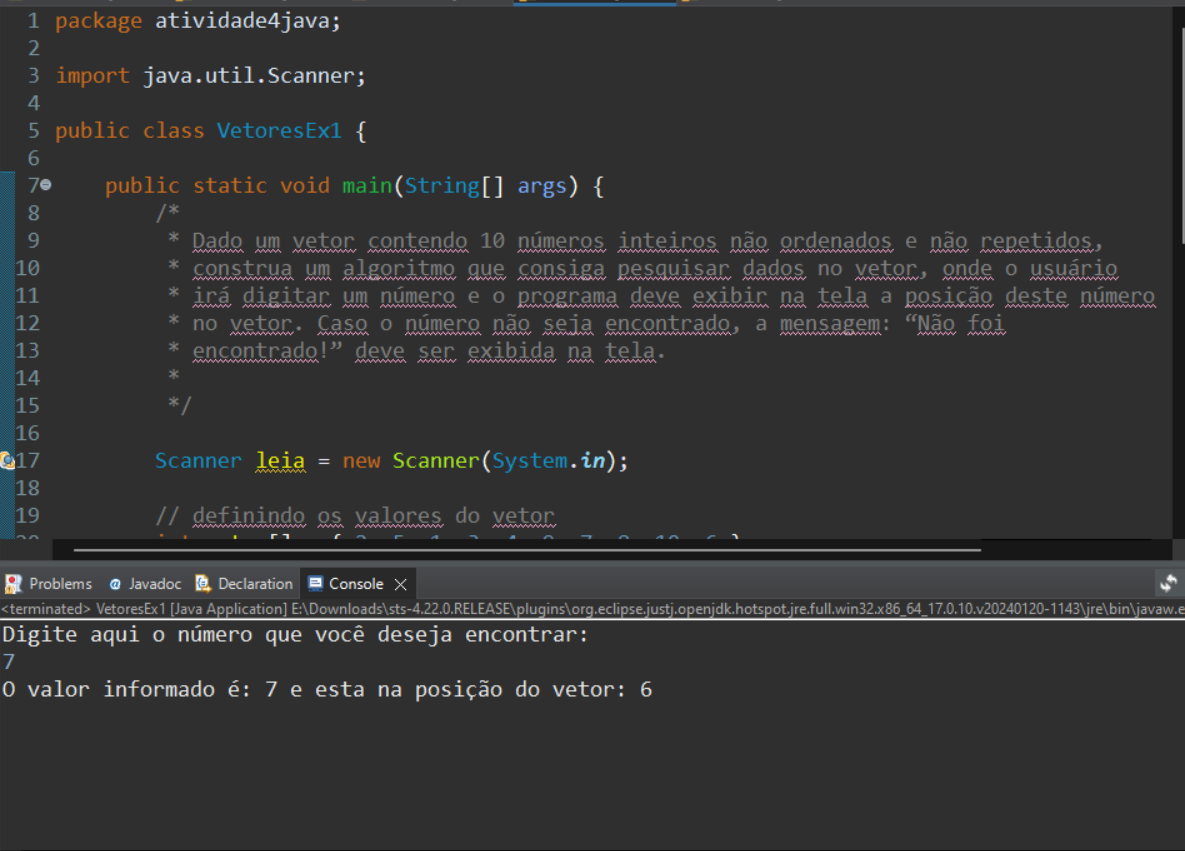 1 package atividade4java;
2
3 import java.util.Scanner;
4
5 public class VetoresEx1 {
6
7 public static void main(String[] args) {
8 /*
9 * Dado um vetor contendo 10 números inteiros não ordenados e não repetidos,
10 * construa um algoritmo que consiga pesquisar dados no vetor, onde o usuário
11 * irá digitar um número e o programa deve exibir na tela a posição deste número
12 * no vetor. Caso o número não seja encontrado, a mensagem: “Não foi
13 * encontrado!” deve ser exibida na tela.
14 *
15 */
16
17 Scanner leia = new Scanner(System.in);
18
19 // definindo os valores do vetor
Problems Javadoc Declaration Console
<terminated> VetoresEx1 [Java Application] E:\Downloads\sts-4.22.0.RELEASE\plugins\org.eclipse.justj.openjdk.hotspot.jre.full.win32.x86_64_17.0.10.v20240120-1143\jre\bin\javaw.e
Digite aqui o número que você deseja encontrar:
7
O valor informado é: 7 e esta na posição do vetor: 6